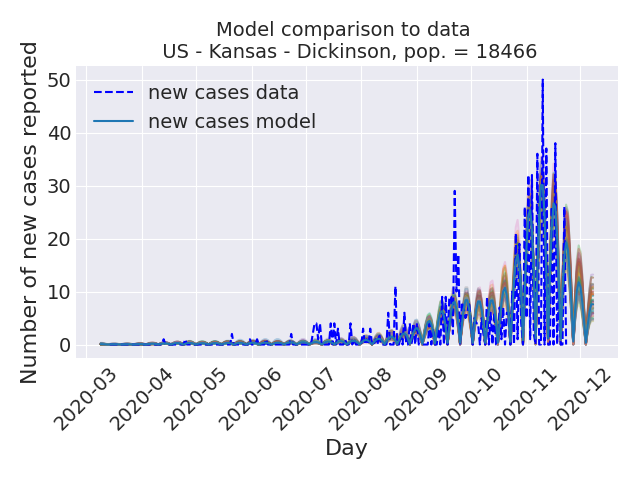 Model comparison to data
US - Kansas - Dickinson, pop. = 18466
Number of new cases reported
50
40
30
20
10
0
new cases data
new cases model
2020-03
2020-04
2020-05
2020-06
2020-07
2020-08
2020-09
2020-10
2020-11
2020-12
Day